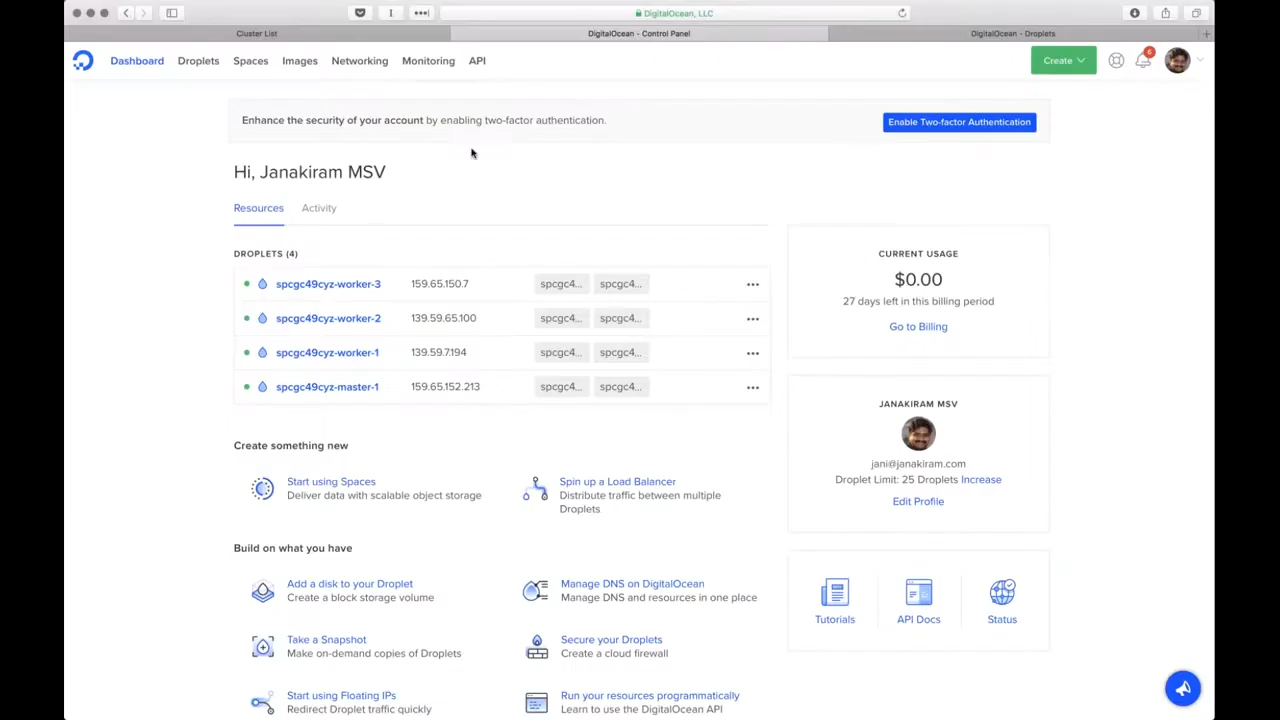 DigitalOcean, LLC
Cluster List
DigitalOcean - Control Panel
DigitalOcean - Droplets
Dashboard Droplets Spaces Images Networking Monitoring API
Create
6
Enhance the security of your account by enabling two-factor authentication.
Enable Two-factor Authentication
Hi, Janakiram MSV
Resources Activity
DROPLETS (4)
spcgc49cyz-worker-3 159.65.150.7 spcgc4... spcgc4...
spcgc49cyz-worker-2 139.59.65.100 spcgc4... spcgc4...
spcgc49cyz-worker-1 139.59.7.194 spcgc4... spcgc4...
spcgc49cyz-master-1 159.65.152.213 spcgc4... spcgc4...
CURRENT USAGE
$0.00
27 days left in this billing period
Go to Billing
JANAKIRAM MSV
jani@janakiram.com
Droplet Limit: 25 Droplets Increase
Edit Profile
Create something new
Start using Spaces
Deliver data with scalable object storage
Spin up a Load Balancer
Distribute traffic between multiple
Droplets
Build on what you have
Add a disk to your Droplet
Create a block storage volume
Manage DNS on DigitalOcean
Manage DNS and resources in one place
Take a Snapshot
Make on-demand copies of Droplets
Secure your Droplets
Create a cloud firewall
Start using Floating IPs
Redirect Droplet traffic quickly
Run your resources programmatically
Learn to use the DigitalOcean API
Tutorials
API Docs
Status